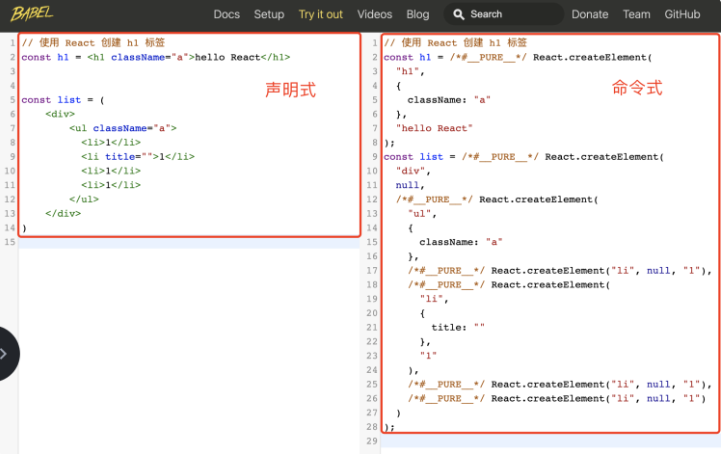 BABEL Docs Setup Try it out Videos Blog Search Donate Team GitHub
1 // 使用 React 创建 h1 标签
2 const h1 = <h1 className="a">hello React</h1>
3
4
5 const list = (
6 <div>
7 <ul className="a">
8 <li>1</li>
9 <li title="">1</li>
10 <li>1</li>
11 <li>1</li>
12 </ul>
13 </div>
14 )
15
声明式
1 // 使用 React 创建 h1 标签
2 const h1 = /*#__PURE__*/ React.createElement(
3 "h1",
4 {
5 className: "a"
6 },
7 "hello React"
8 );
9 const list = /*#__PURE__*/ React.createElement(
10 "div",
11 null,
12 /*#__PURE__*/ React.createElement(
13 "ul",
14 {
15 className: "a"
16 },
17 /*#__PURE__*/ React.createElement("li", null, "1"),
18 /*#__PURE__*/ React.createElement(
19 "li",
20 {
21 title: ""
22 },
23 "1"
24 ),
25 /*#__PURE__*/ React.createElement("li", null, "1"),
26 /*#__PURE__*/ React.createElement("li", null, "1")
27 )
28 );
29
命令式